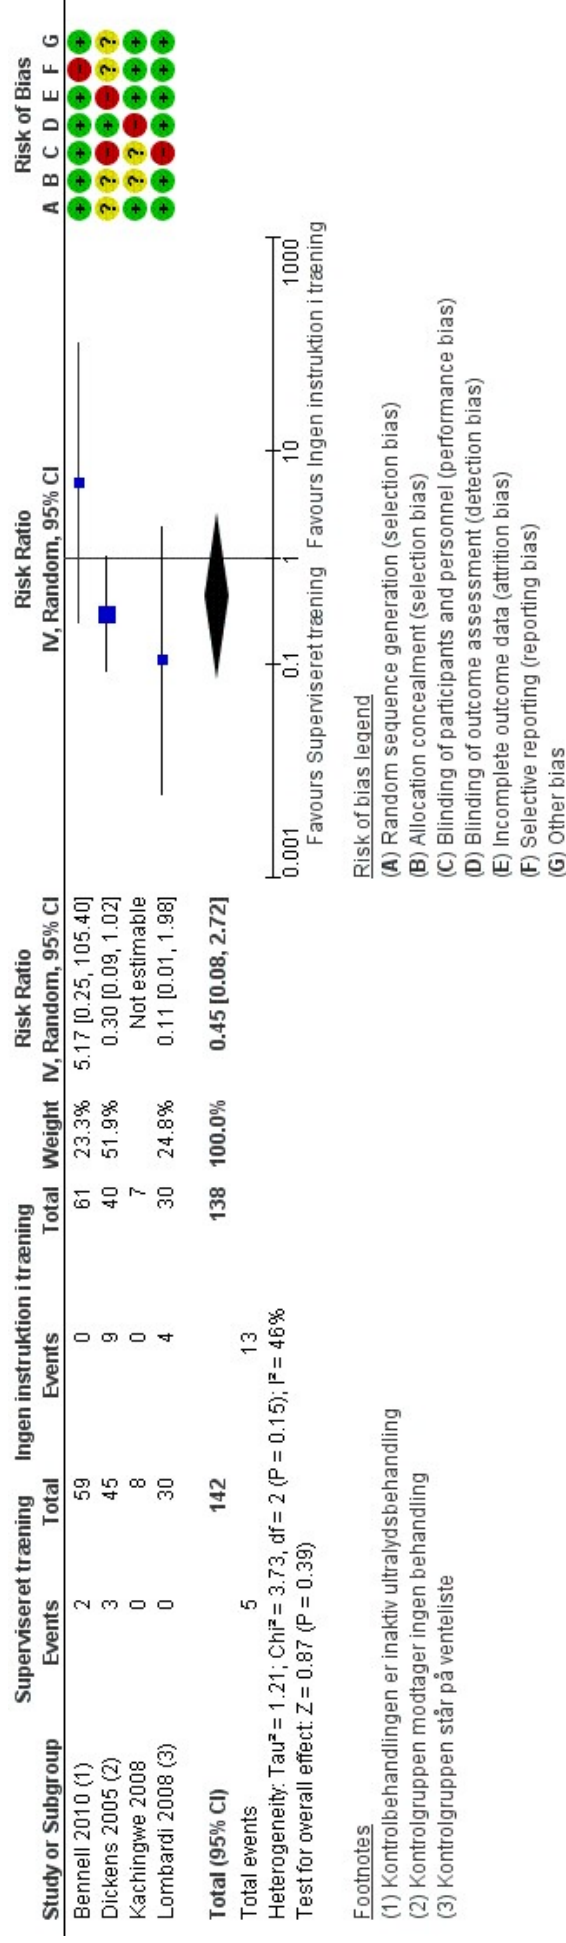 Superviseret træning Ingen instruktion i træning Risk Ratio Risk Ratio Risk of Bias
Study or Subgroup Events Total Events Total Weight IV, Random, 95% CI IV, Random, 95% CI A B C D E F G
Bennell 2010 (1) 2 59 0 61 23.3% 5.17 [0.25, 105.40] + + + + + - +
Dickens 2005 (2) 3 45 9 40 51.9% 0.30 [0.09, 1.02] ? ? - + - ? ?
Kachingwe 2008 0 8 0 7 Not estimable + ? ? - + + +
Lombardi 2008 (3) 0 30 4 30 24.8% 0.11 [0.01, 1.98] + + - + + + +
Total (95% CI) 142 138 100.0% 0.45 [0.08, 2.72]
Total events 5 13
Heterogeneity: Tau² = 1.21; Chi² = 3.73, df = 2 (P = 0.15); I² = 46%
Test for overall effect: Z = 0.87 (P = 0.39)
0.001 0.1 1 10 1000
Favours Superviseret træning Favours Ingen instruktion i træning
Footnotes
(1) Kontrolbehandlingen er inaktiv ultralydsbehandling
(2) Kontrolgruppen modtager ingen behandling
(3) Kontrolgruppen står på venteliste
Risk of bias legend
(A) Random sequence generation (selection bias)
(B) Allocation concealment (selection bias)
(C) Blinding of participants and personnel (performance bias)
(D) Blinding of outcome assessment (detection bias)
(E) Incomplete outcome data (attrition bias)
(F) Selective reporting (reporting bias)
(G) Other bias